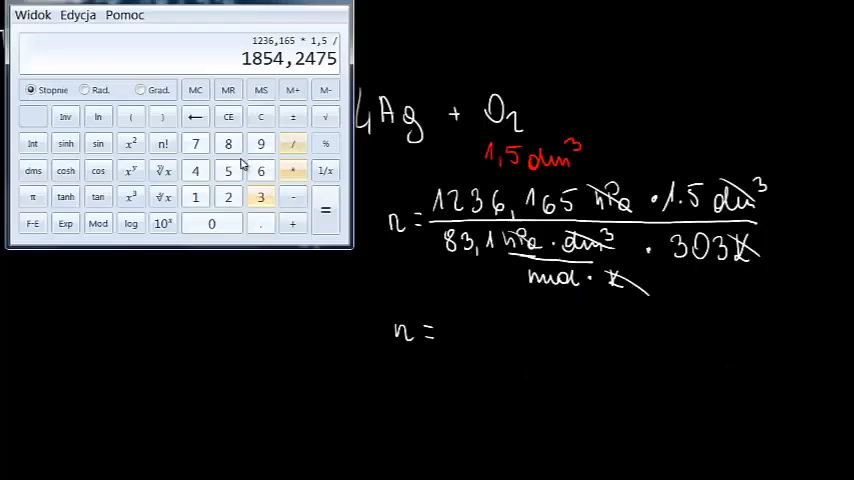 Widok Edycja Pomoc
1236,165 * 1,5 /
1854,2475
Stopnie Rad. Grad. MC MR MS M+ M-
Inv ln ( ) ← CE C ± √
Int sinh sin x² n! 7 8 9 / %
dms cosh cos xʸ ʸ√x 4 5 6 * 1/x
π tanh tan x³ ³√x 1 2 3 - =
F-E Exp Mod log 10ˣ 0 . +
4Ag + O₂
1,5 dm³
n = 1236,165 hPa · 1.5 dm³
83,1 hPa · dm³ · 303K
mol · K
n =